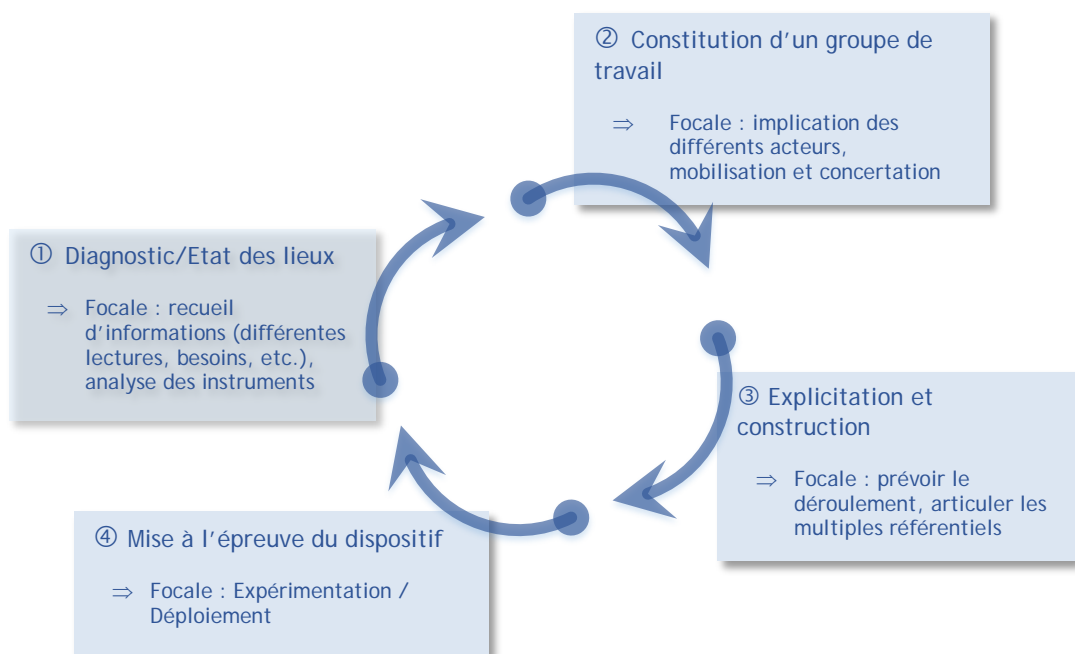 ① Diagnostic/Etat des lieux
⇒ Focale : recueil
d'informations (différentes
lectures, besoins, etc.),
analyse des instruments
② Constitution d'un groupe de
travail
⇒ Focale : implication des
différents acteurs,
mobilisation et concertation
③ Explicitation et
construction
⇒ Focale : prévoir le
déroulement, articuler les
multiples référentiels
④ Mise à l'épreuve du dispositif
⇒ Focale : Expérimentation /
Déploiement